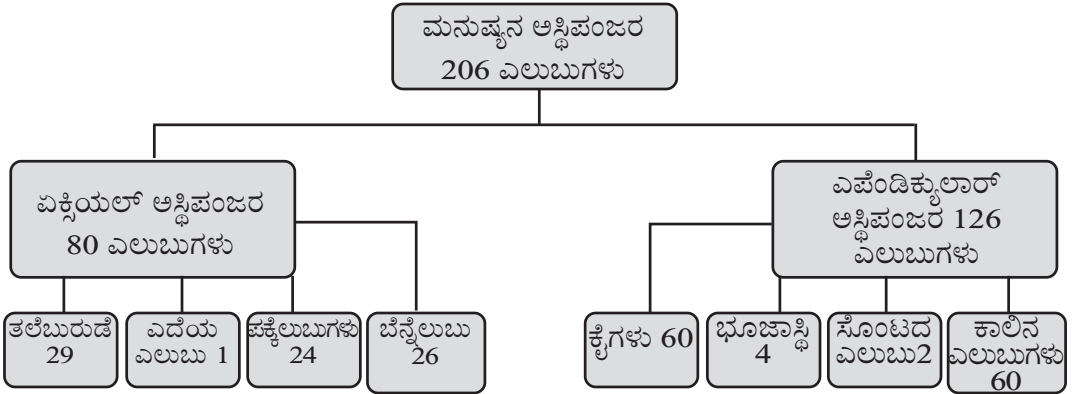 ಮನುಷ್ಯನ ಅಸ್ಥಿಪಂಜರ
206 ಎಲುಬುಗಳು
ಏಕ್ಸಿಯಲ್ ಅಸ್ಥಿಪಂಜರ
80 ಎಲುಬುಗಳು
ಎಪೆಂಡಿಕ್ಯುಲಾರ್
ಅಸ್ಥಿಪಂಜರ 126
ಎಲುಬುಗಳು
ತಲೆಬುರುಡೆ
29
ಎದೆಯ
ಎಲುಬು 1
ಪಕ್ಕೆಲುಬುಗಳು
24
ಬೆನ್ನೆಲುಬು
26
ಕೈಗಳು 60
ಭೂಜಾಸ್ಥಿ
4
ಸೊಂಟದ
ಎಲುಬು2
ಕಾಲಿನ
ಎಲುಬುಗಳು
60